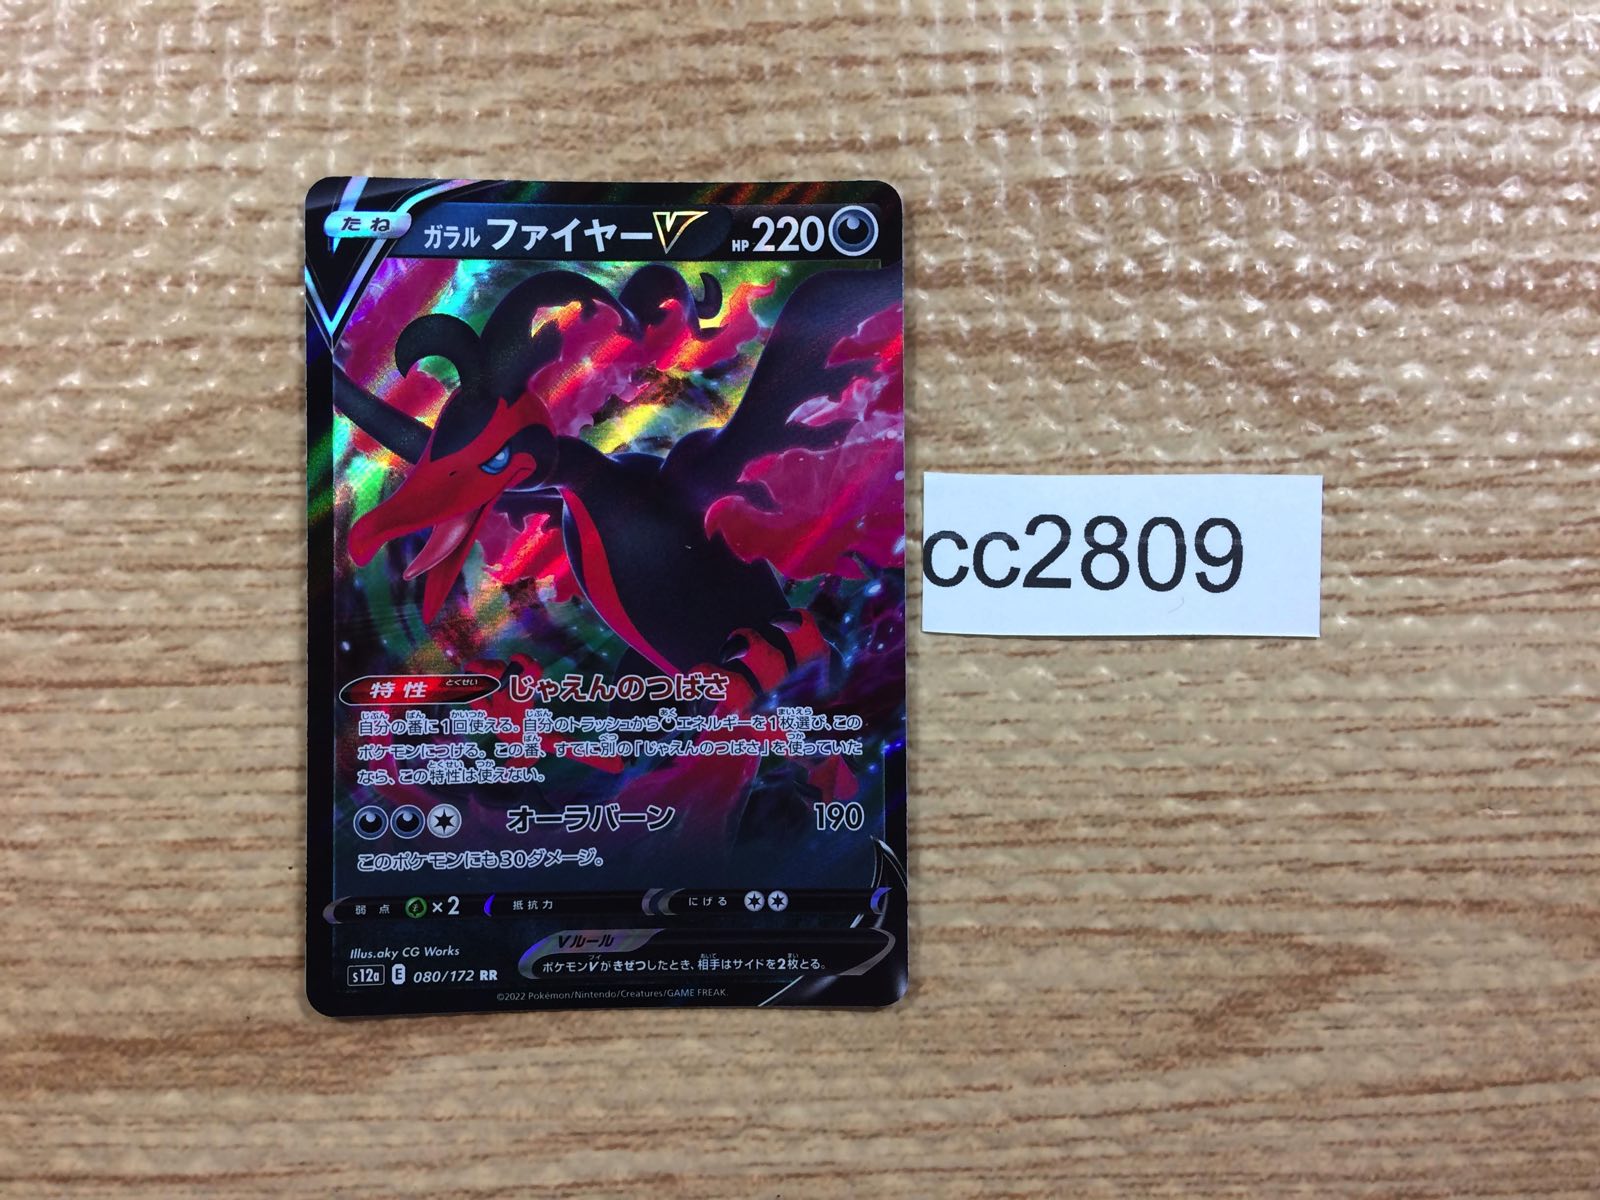 たね
ガラル ファイヤーV HP 220
特性 とくせい じゃえんのつばさ
自分の番に1回使える。自分のトラッシュからエネルギーを1枚選び、この
ポケモンにつける。この番、すでに別の「じゃえんのつばさ」を使っていた
なら、この特性は使えない。
オーラバーン 190
このポケモンにも30ダメージ。
弱点 ×2 抵抗力 にげる
Illus.aky CG Works
Vルール
ポケモンVがきぜつしたとき、相手はサイドを2枚とる。
s12a E 080/172 RR
©2022 Pokémon/Nintendo/Creatures/GAME FREAK.
cc2809